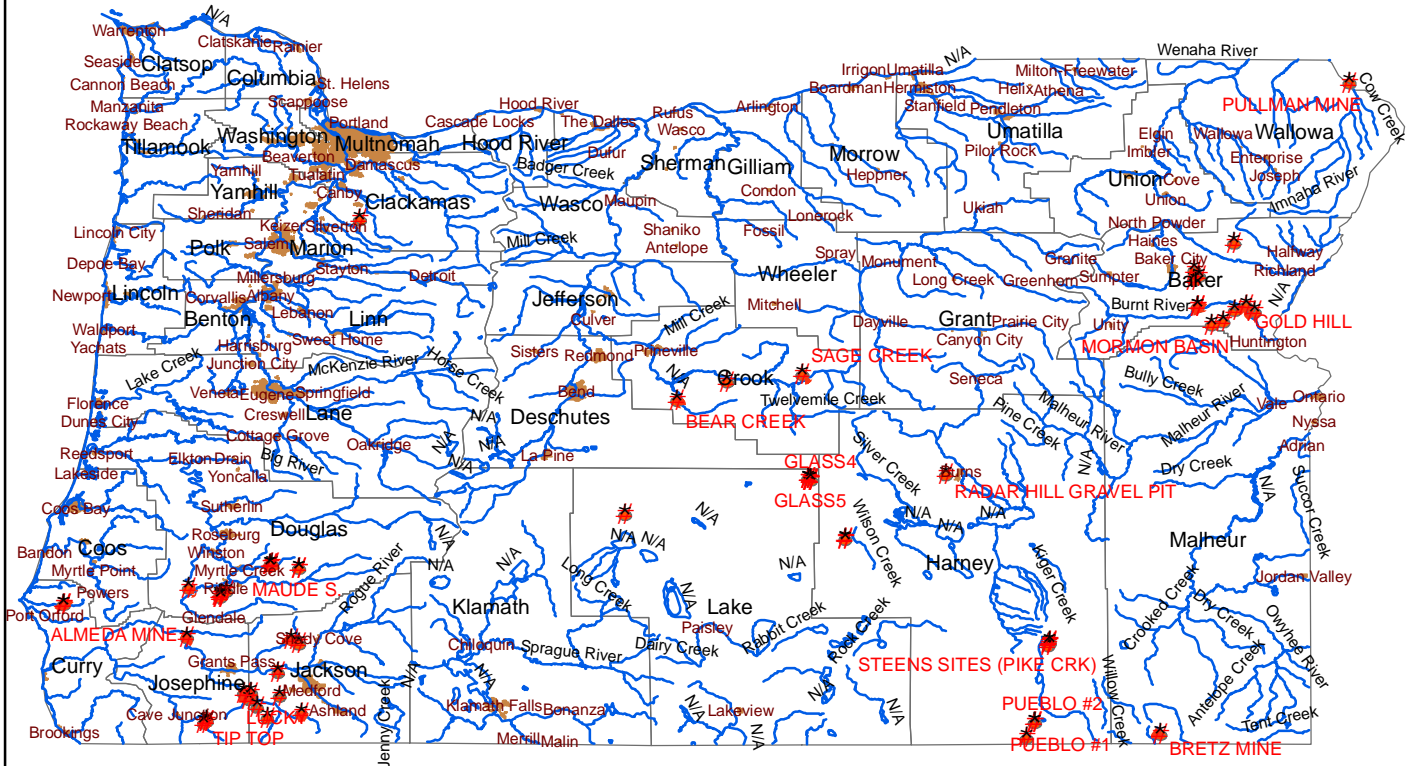 N/A
Warrenton
Clatskanie
Rainier
Seaside
Clatsop
Cannon Beach
Columbia
St. Helens
Manzanita
Scappoose
Rockaway Beach
Portland
Tillamook
Washington
Multnomah
Beaverton
Damascus
Yamhill
Tualatin
Yamhill
Canby
Clackamas
Sheridan
Keizer
Silverton
Lincoln City
Polk
Salem
Marion
Depoe Bay
Millersburg
Stayton
Detroit
Newport
Lincoln
Corvallis
Albany
Benton
Lebanon
Linn
Waldport
Yachats
Harrisburg
Sweet Home
Junction City
Lake Creek
McKenzie River
Horse Creek
Veneta
Eugene
Springfield
Florence
Creswell
Lane
N/A
Dunes City
Cottage Grove
Oakridge
N/A
N/A
N/A
Reedsport
Elkton
Drain
Big River
Lakeside
Yoncalla
Coos Bay
Sutherlin
Douglas
Roseburg
N/A
Bandon
Coos
Winston
Myrtle Point
Myrtle Creek
N/A
Powers
Riddle
MAUDE S.
Rogue River
Port Orford
Glendale
ALMEDA MINE
Shady Cove
Curry
Grants Pass
Josephine
Jackson
Medford
N/A
Cave Junction
LUCKY
Ashland
Jenny Creek
Brookings
TIP TOP
Hood River
Cascade Locks
The Dalles
Rufus
Arlington
Wasco
Hood River
Dufur
Badger Creek
Sherman
Gilliam
Condon
Wasco
Maupin
Lonerock
Mill Creek
Shaniko
Antelope
Fossil
Spray
Wheeler
Jefferson
Mitchell
Culver
Mill Creek
Sisters
Redmond
Prineville
SAGE CREEK
N/A
Crook
Bend
Twelvemile Creek
Deschutes
BEAR CREEK
La Pine
GLASS4
GLASS5
N/A
N/A
N/A
N/A
N/A
Long Creek
N/A
Klamath
Lake
Paisley
Chiloquin
Sprague River
Dairy Creek
Rabbit Creek
Rock Creek
N/A
Klamath Falls
Bonanza
Lakeview
N/A
N/A
Merrill
Malin
N/A
N/A
Wenaha River
Irrigon
Umatilla
Milton-Freewater
Boardman
Hermiston
Helix
Athena
Stanfield
Pendleton
PULLMAN MINE
Cow Creek
Umatilla
Elgin
Wallowa
Wallowa
Pilot Rock
Imbler
Enterprise
Morrow
Heppner
Joseph
Union
Cove
Union
Imnaha River
Ukiah
North Powder
Haines
Halfway
Baker City
Richland
Monument
Granite
Long Creek
Greenhorn
Sumpter
Baker
Burnt River
N/A
Dayville
Grant
Prairie City
Unity
GOLD HILL
Canyon City
MORMON BASIN
Huntington
Seneca
Bully Creek
Pine Creek
Malheur River
Malheur River
Vale
Ontario
Nyssa
Adrian
Silver Creek
N/A
Dry Creek
Burns
RADAR HILL GRAVEL PIT
N/A
Succor Creek
Wilson Creek
N/A
N/A
N/A
Harney
Kiger Creek
Malheur
Jordan Valley
Crooked Creek
Dry Creek
Owyhee River
STEENS SITES (PIKE CRK)
Willow Creek
Antelope Creek
PUEBLO #2
Tent Creek
PUEBLO #1
BRETZ MINE